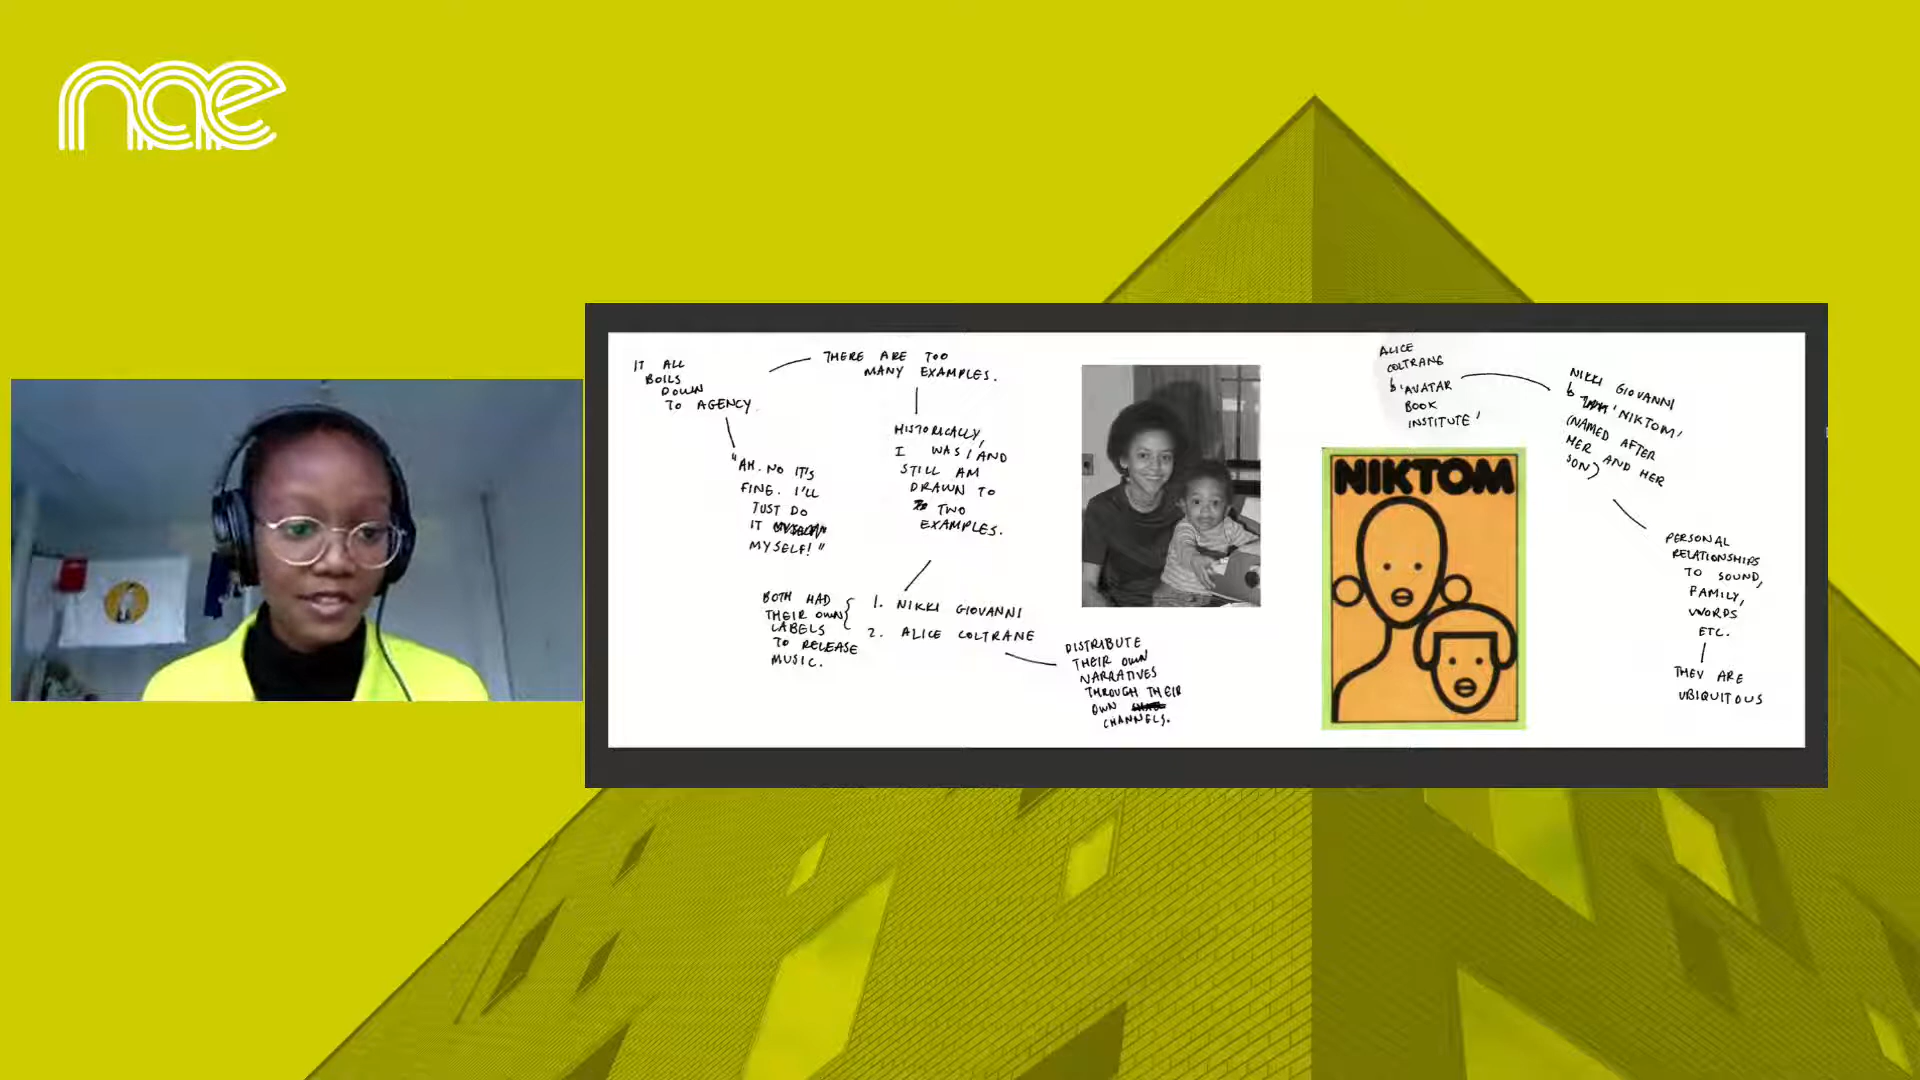 nae
IT ALL
BOILS
DOWN
TO AGENCY.
"AH. NO IT'S
FINE. I'LL
JUST DO
IT
MYSELF!"
THERE ARE TOO
MANY EXAMPLES.
HISTORICALLY,
I WAS, AND
STILL AM
DRAWN TO
TWO
EXAMPLES.
BOTH HAD
THEIR OWN
LABELS
TO RELEASE
MUSIC.
1. NIKKI GIOVANNI
2. ALICE COLTRANE
DISTRIBUTE
THEIR OWN
NARRATIVES
THROUGH THEIR
OWN
CHANNELS.
ALICE
COLTRANE
'AVATAR
BOOK
INSTITUTE'
NIKTOM
NIKKI GIOVANNI
'NIKTOM'
(NAMED AFTER
HER AND HER
SON)
PERSONAL
RELATIONSHIPS
TO SOUND,
FAMILY,
WORDS
ETC.
THEY ARE
UBIQUITOUS